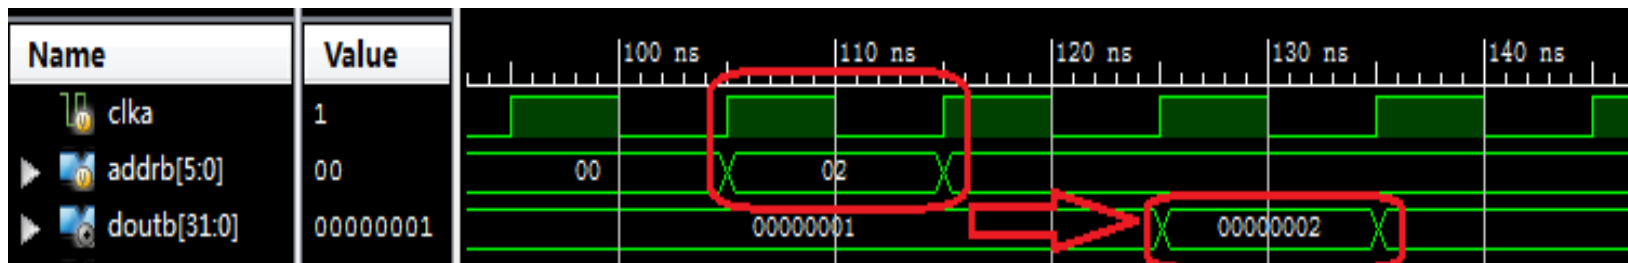 Name Value 100 ns 110 ns 120 ns 130 ns 140 ns
clka 1
addrb[5:0] 00 00 02
doutb[31:0] 00000001 00000001 00000002